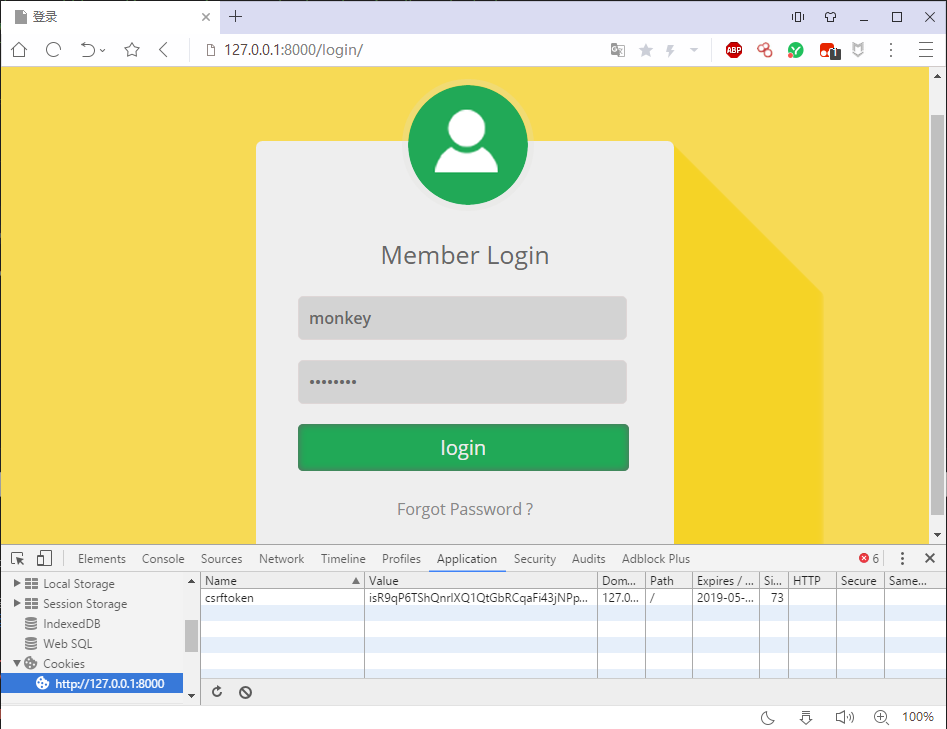 登录
127.0.0.1:8000/login/
ABP
1
Member Login
monkey
••••••••
login
Forgot Password ?
Elements Console Sources Network Timeline Profiles Application Security Audits Adblock Plus 6
Local Storage
Session Storage
IndexedDB
Web SQL
Cookies
http://127.0.0.1:8000
Name Value Dom... Path Expires / ... Si... HTTP Secure Same...
csrftoken isR9qP6TShQnrlXQ1QtGbRCqaFi43jNPp... 127.0... / 2019-05-... 73
100%